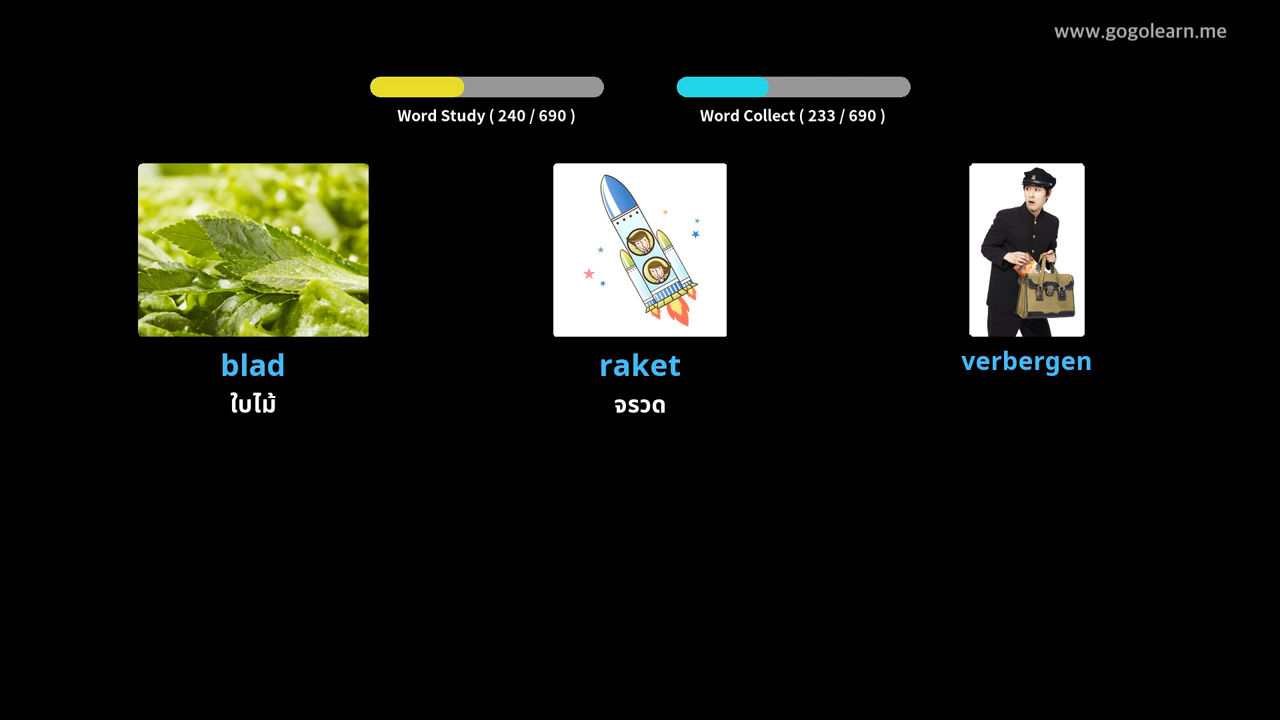 www.gogolearn.me
Word Study ( 240 / 690 )
Word Collect ( 233 / 690 )
blad
ใบไม้
raket
จรวด
verbergen